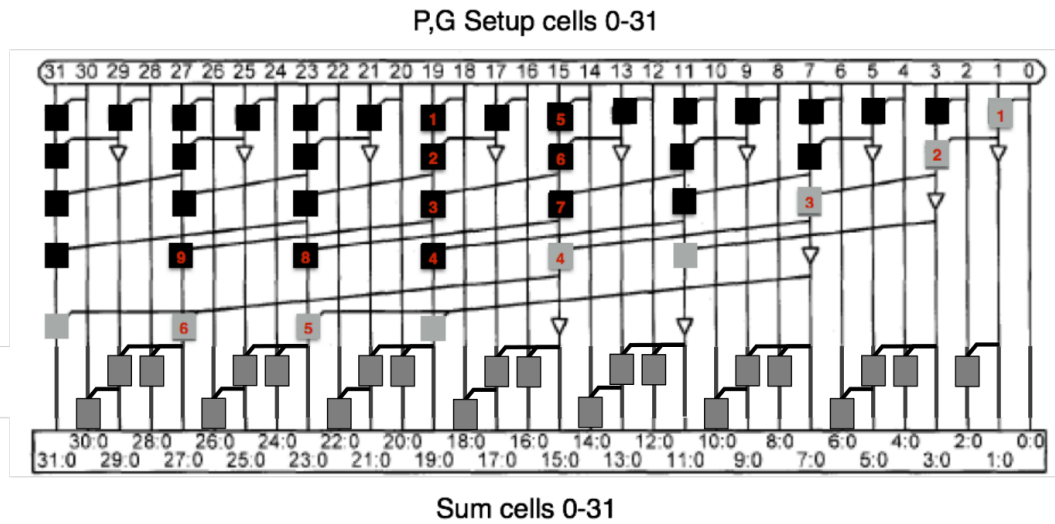 P,G Setup cells 0-31
31 30 29 28 27 26 25 24 23 22 21 20 19 18 17 16 15 14 13 12 11 10 9 8 7 6 5 4 3 2 1 0
1 5 1
2 6 2
3 7 3
9 8 4 4
6 5
30:0 28:0 26:0 24:0 22:0 20:0 18:0 16:0 14:0 12:0 10:0 8:0 6:0 4:0 2:0 0:0
31:0 29:0 27:0 25:0 23:0 21:0 19:0 17:0 15:0 13:0 11:0 9:0 7:0 5:0 3:0 1:0
Sum cells 0-31